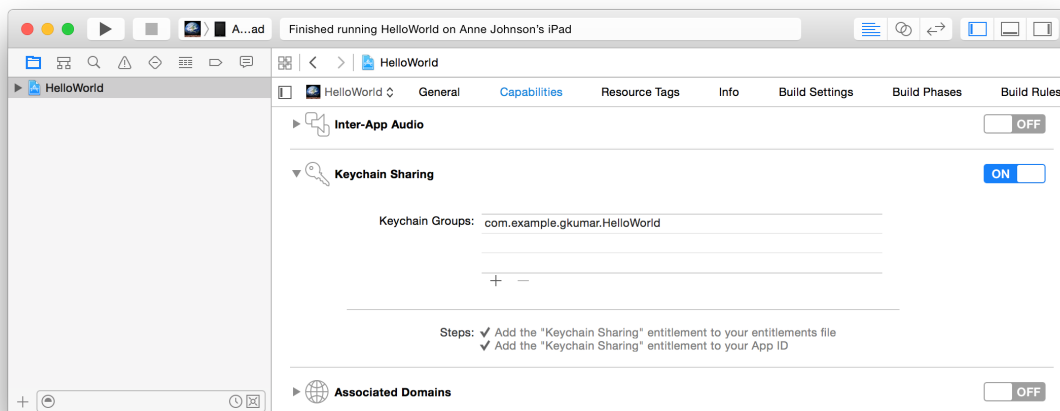 A...ad
Finished running HelloWorld on Anne Johnson's iPad
HelloWorld
HelloWorld
HelloWorld
General
Capabilities
Resource Tags
Info
Build Settings
Build Phases
Build Rules
Inter-App Audio
OFF
Keychain Sharing
ON
Keychain Groups:
com.example.gkumar.HelloWorld
Steps:
Add the "Keychain Sharing" entitlement to your entitlements file
Add the "Keychain Sharing" entitlement to your App ID
Associated Domains
OFF